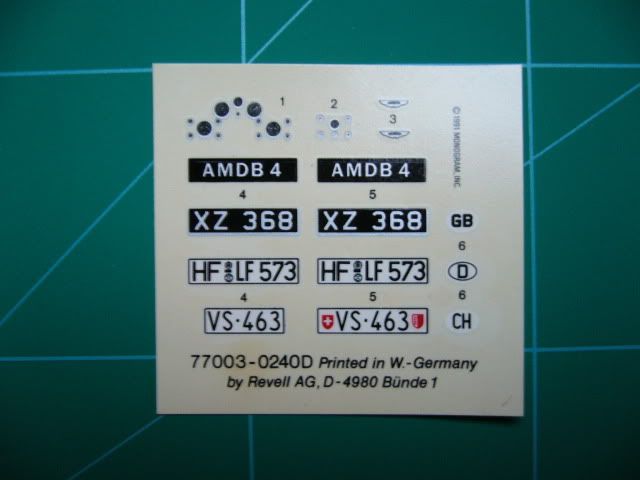 1
2
3
© 1991 MONOGRAM, INC.
AMDB 4 AMDB 4
4 5
XZ 368 XZ 368 GB
6
HF LF 573 HF LF 573 D
4 5 6
VS·463 VS·463 CH
77003-0240D Printed in W.-Germany
by Revell AG, D-4980 Bünde 1